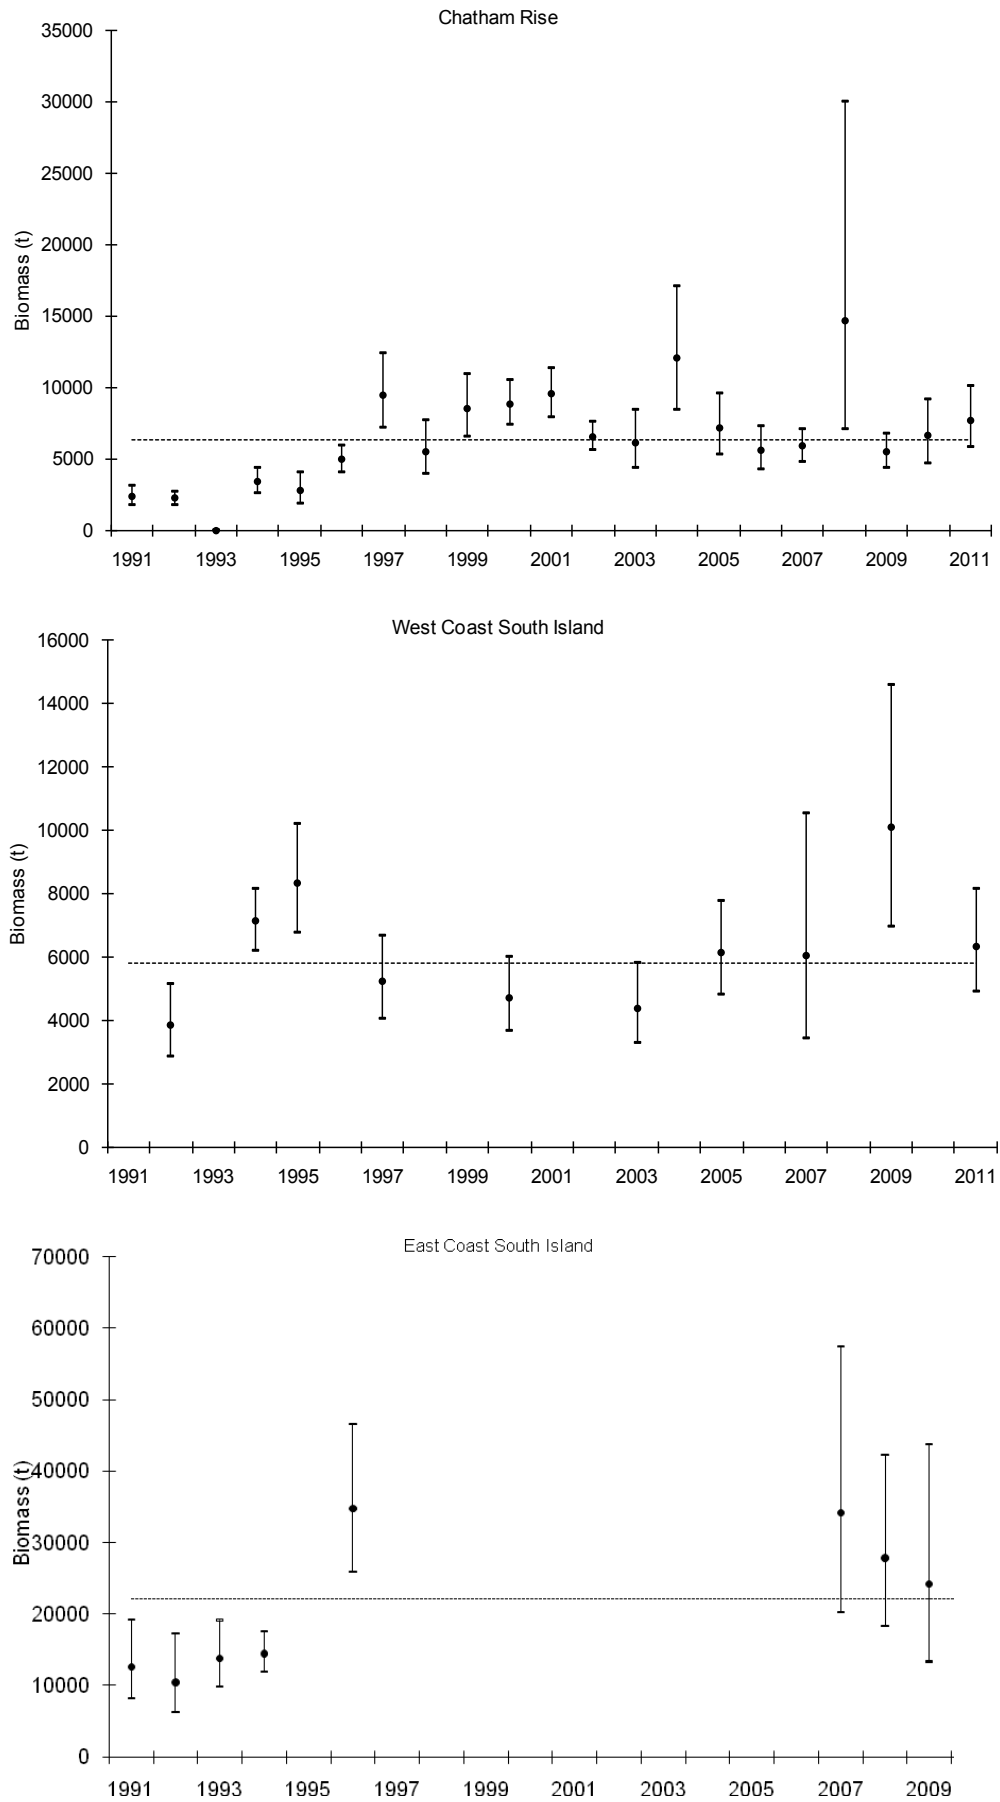 Chatham Rise
35000
30000
25000
20000
15000
10000
5000
0
Biomass (t)
1991 1993 1995 1997 1999 2001 2003 2005 2007 2009 2011
West Coast South Island
16000
14000
12000
10000
8000
6000
4000
2000
0
Biomass (t)
1991 1993 1995 1997 1999 2001 2003 2005 2007 2009 2011
East Coast South Island
70000
60000
50000
40000
30000
20000
10000
0
Biomass (t)
1991 1993 1995 1997 1999 2001 2003 2005 2007 2009